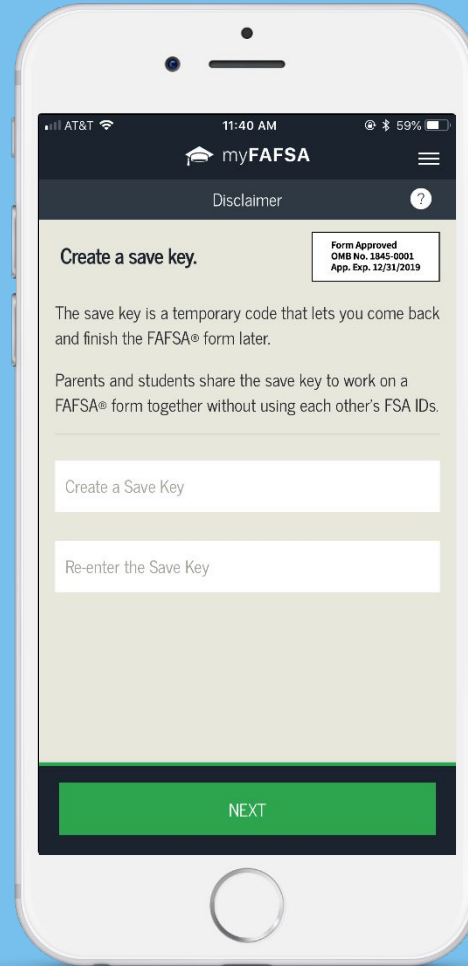 AT&T 11:40 AM 59%
myFAFSA
Disclaimer ?
Create a save key.
Form Approved
OMB No. 1845-0001
App. Exp. 12/31/2019
The save key is a temporary code that lets you come back
and finish the FAFSA® form later.
Parents and students share the save key to work on a
FAFSA® form together without using each other's FSA IDs.
Create a Save Key
Re-enter the Save Key
NEXT